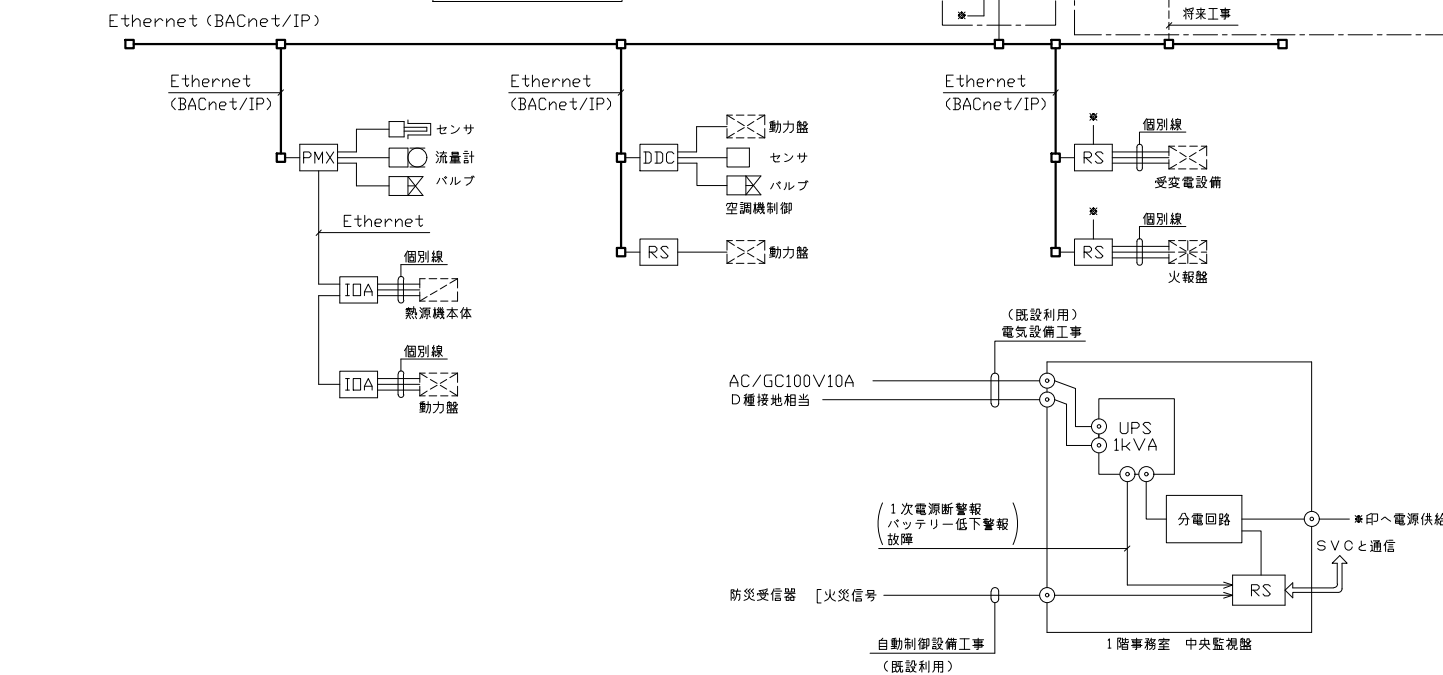 Ethernet（BACnet/IP）
※
将来工事
Ethernet
（BACnet/IP）
Ethernet
（BACnet/IP）
Ethernet
（BACnet/IP）
PMX
センサ
流量計
バルブ
DDC
動力盤
センサ
バルブ
空調機制御
※
RS
個別線
受変電設備
Ethernet
RS
動力盤
※
RS
個別線
火報盤
IOA
個別線
熱源機本体
IOA
個別線
動力盤
（既設利用）
電気設備工事
AC/GC100V10A
D種接地相当
UPS
1kVA
1次電源断警報
バッテリー低下警報
故障
分電回路
※印へ電源供給
SVCと通信
RS
防災受信器 [火災信号
自動制御設備工事
（既設利用）
1階事務室 中央監視盤